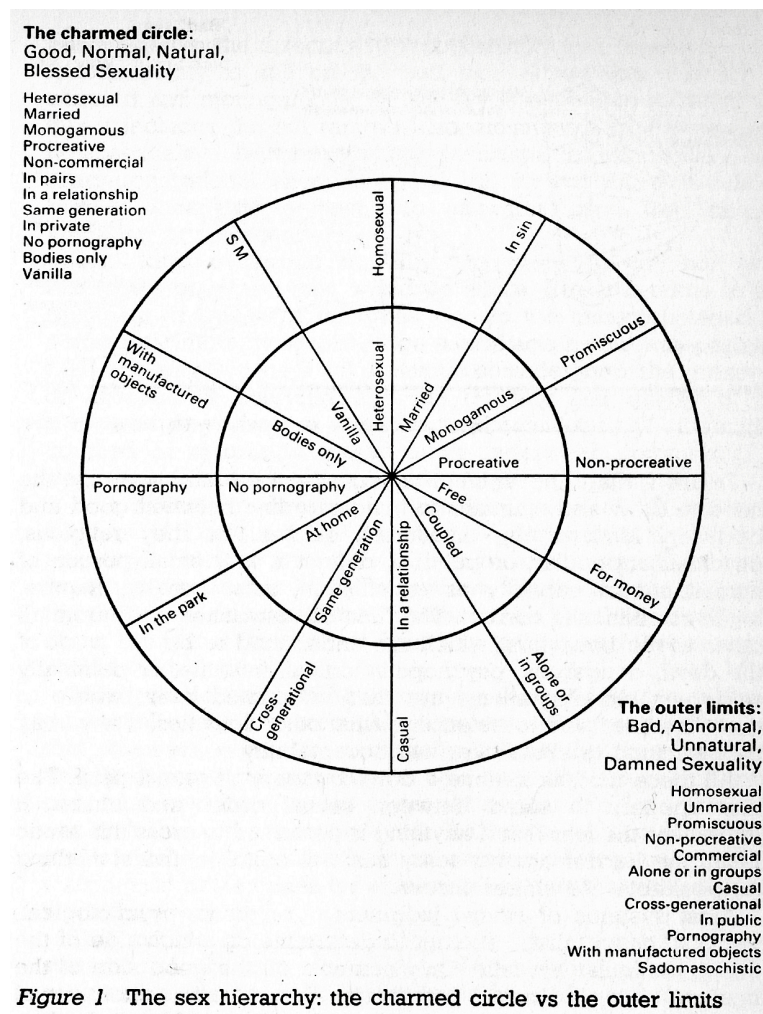 The charmed circle:
Good, Normal, Natural,
Blessed Sexuality
Heterosexual
Married
Monogamous
Procreative
Non-commercial
In pairs
In a relationship
Same generation
In private
No pornography
Bodies only
Vanilla
S M
Homosexual
In sin
With
manufactured
objects
Promiscuous
Vanilla
Heterosexual
Married
Bodies only
Monogamous
Procreative
Non-procreative
Pornography
No pornography
Free
At home
Coupled
Same generation
In a relationship
For money
In the park
Cross-
generational
Casual
Alone or
in groups
The outer limits:
Bad, Abnormal,
Unnatural,
Damned Sexuality
Homosexual
Unmarried
Promiscuous
Non-procreative
Commercial
Alone or in groups
Casual
Cross-generational
In public
Pornography
With manufactured objects
Sadomasochistic
Figure 1 The sex hierarchy: the charmed circle vs the outer limits